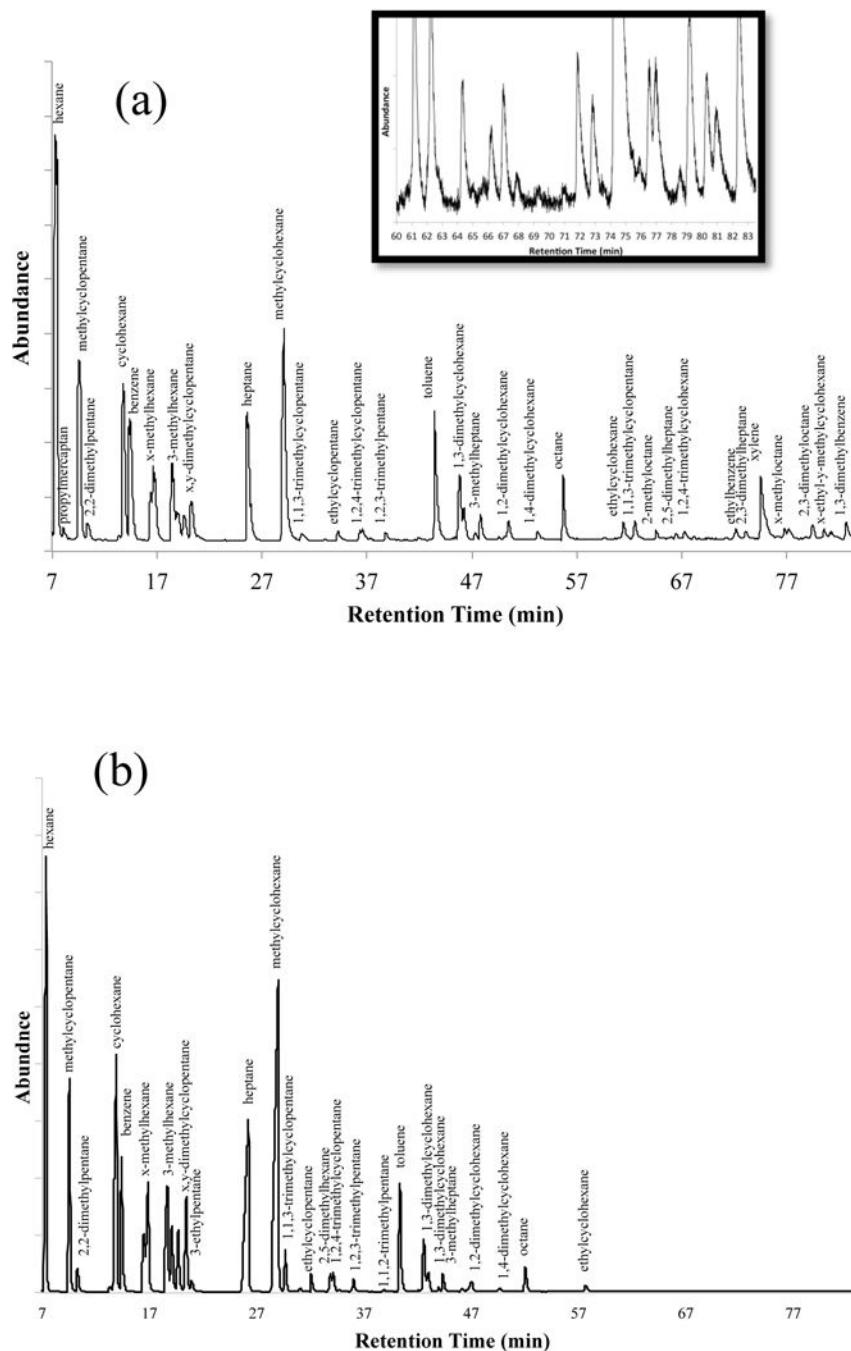 (a)
Abundance
hexane
propylmercaptan
methylcyclopentane
2,2-dimethylpentane
cyclohexane
benzene
x-methylhexane
3-methylhexane
x,y-dimethylcyclopentane
heptane
methylcyclohexane
1,1,3-trimethylcyclopentane
ethylcyclopentane
1,2,4-trimethylcyclopentane
1,2,3-trimethylpentane
toluene
1,3-dimethylcyclohexane
3-methylheptane
1,2-dimethylcyclohexane
1,4-dimethylcyclohexane
octane
ethylcyclohexane
1,1,3-trimethylcyclopentane
2-methyloctane
2,5-dimethylheptane
1,2,4-trimethylcyclohexane
ethylbenzene
2,3-dimethylheptane
xylene
x-methyloctane
2,3-dimethyloctane
x-ethyl-y-methylcyclohexane
1,3-dimethylbenzene
7 17 27 37 47 57 67 77
Retention Time (min)
Abundance
60 61 62 63 64 65 66 67 68 69 70 71 72 73 74 75 76 77 78 79 80 81 82 83
Retention Time (min)
(b)
Abundnce
hexane
methylcyclopentane
2,2-dimethylpentane
cyclohexane
benzene
x-methylhexane
3-methylhexane
x,y-dimethylcyclopentane
3-ethylpentane
heptane
methylcyclohexane
1,1,3-trimethylcyclopentane
ethylcyclopentane
2,5-dimethylhexane
1,2,4-trimethylcyclopentane
1,2,3-trimethylpentane
1,1,2-trimethylpentane
toluene
1,3-dimethylcyclohexane
1,3-dimethylcyclohexane
3-methylheptane
1,2-dimethylcyclohexane
1,4-dimethylcyclohexane
octane
ethylcyclohexane
7 17 27 37 47 57 67 77
Retention Time (min)